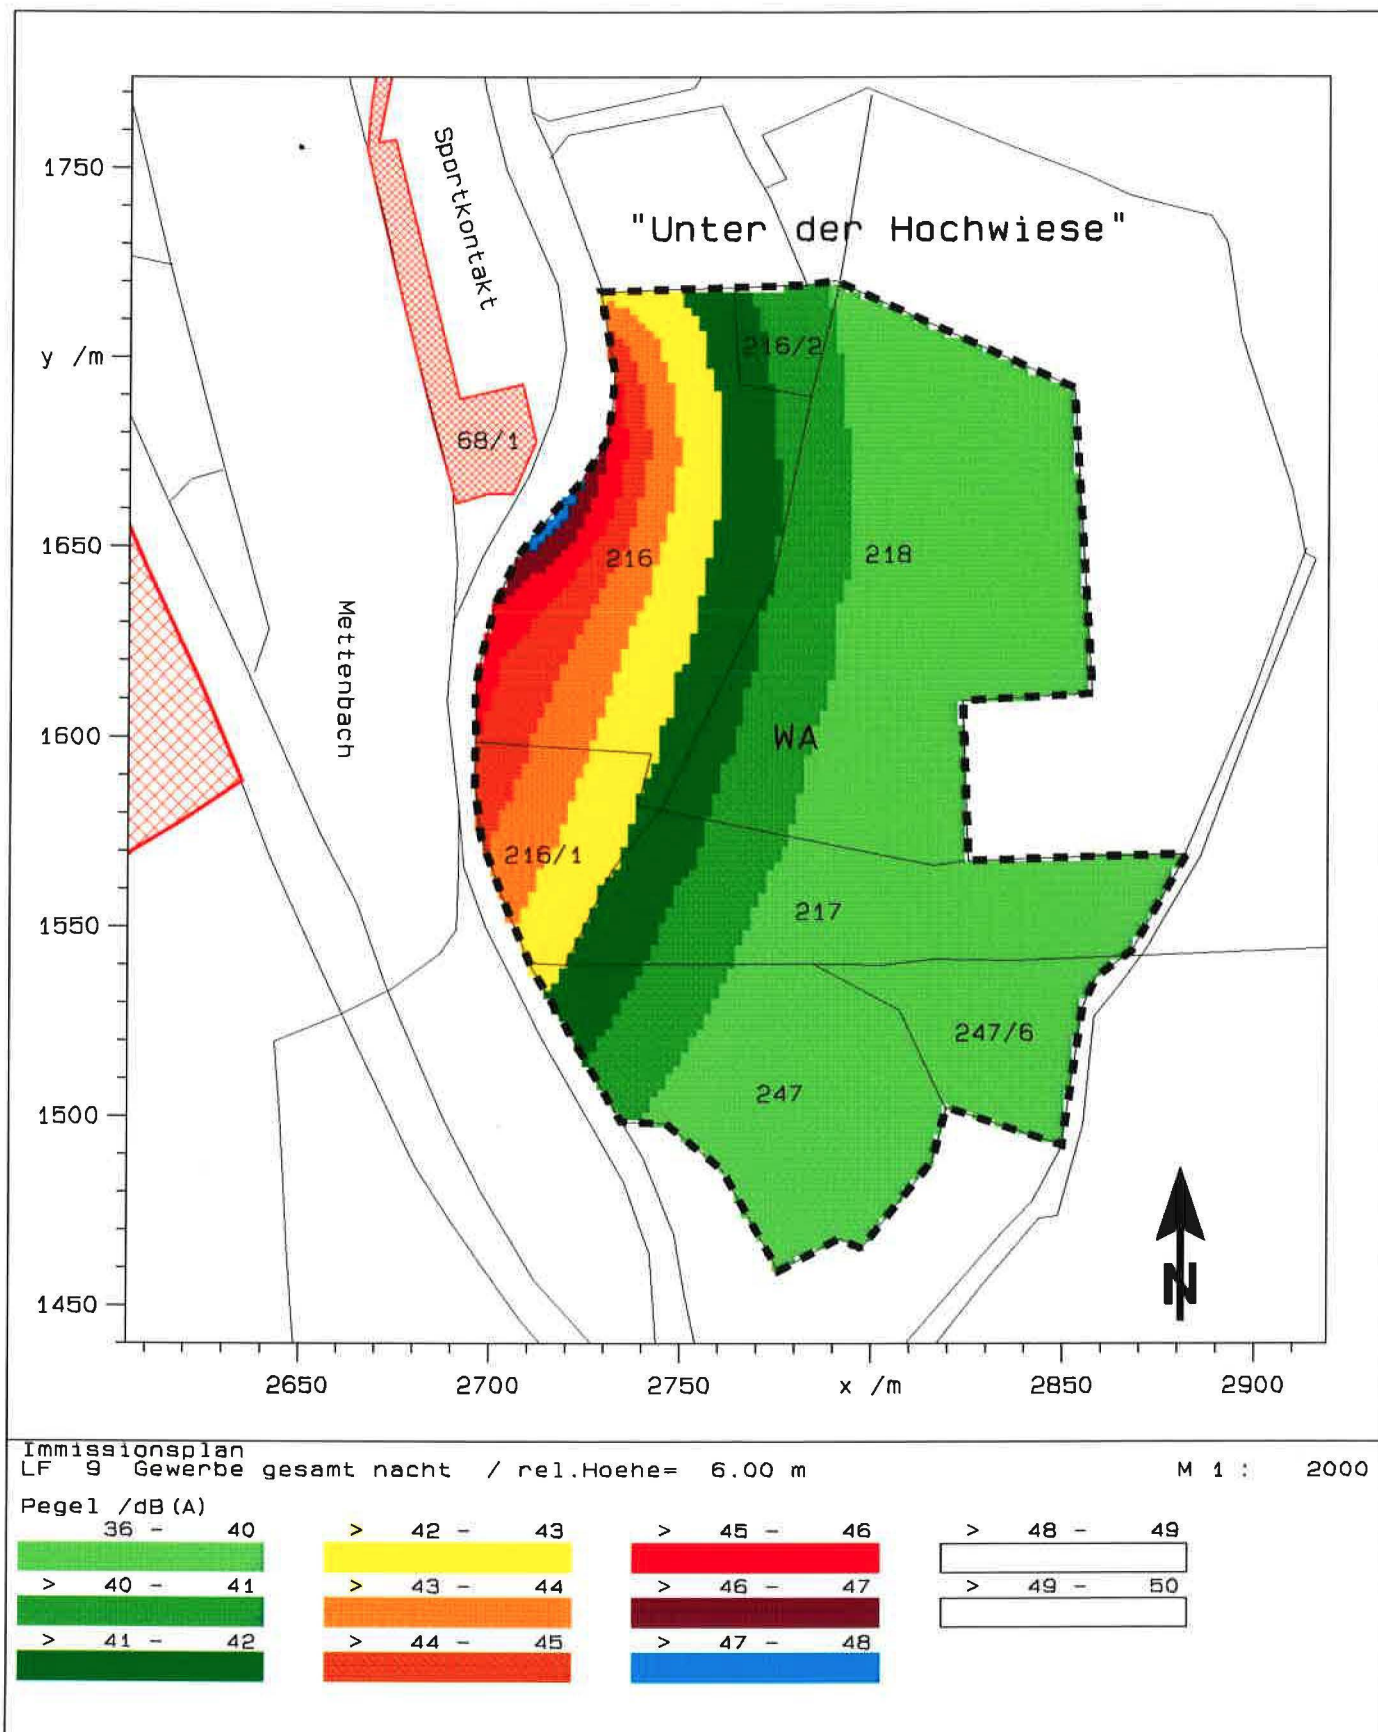 Sportkontakt
1750
"Unter der Hochwiese"
y /m
216/2
68/1
1650
216
218
Mettenbach
1600
WA
216/1
217
1550
247/6
247
1500
N
1450
2650 2700 2750 x /m 2850 2900
Immissionsplan
LF 9 Gewerbe gesamt nacht / rel.Hoehe= 6.00 m M 1 : 2000
Pegel /dB(A)
36 - 40 > 42 - 43 > 45 - 46 > 48 - 49
> 40 - 41 > 43 - 44 > 46 - 47 > 49 - 50
> 41 - 42 > 44 - 45 > 47 - 48